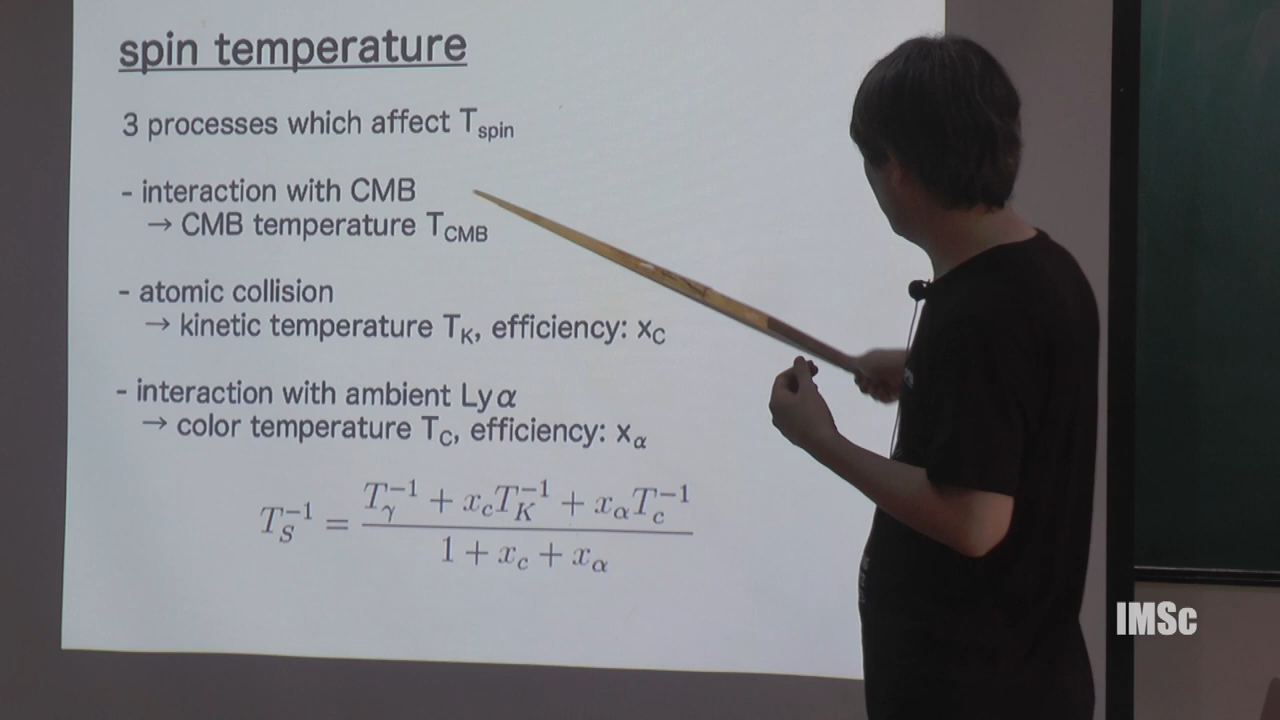 spin temperature
3 processes which affect T_spin
- interaction with CMB
→ CMB temperature T_CMB
- atomic collision
→ kinetic temperature T_K, efficiency: x_C
- interaction with ambient Lyα
→ color temperature T_C, efficiency: x_α
T_S^{-1} = \frac{T_γ^{-1} + x_c T_K^{-1} + x_α T_c^{-1}}{1 + x_c + x_α}
IMSc